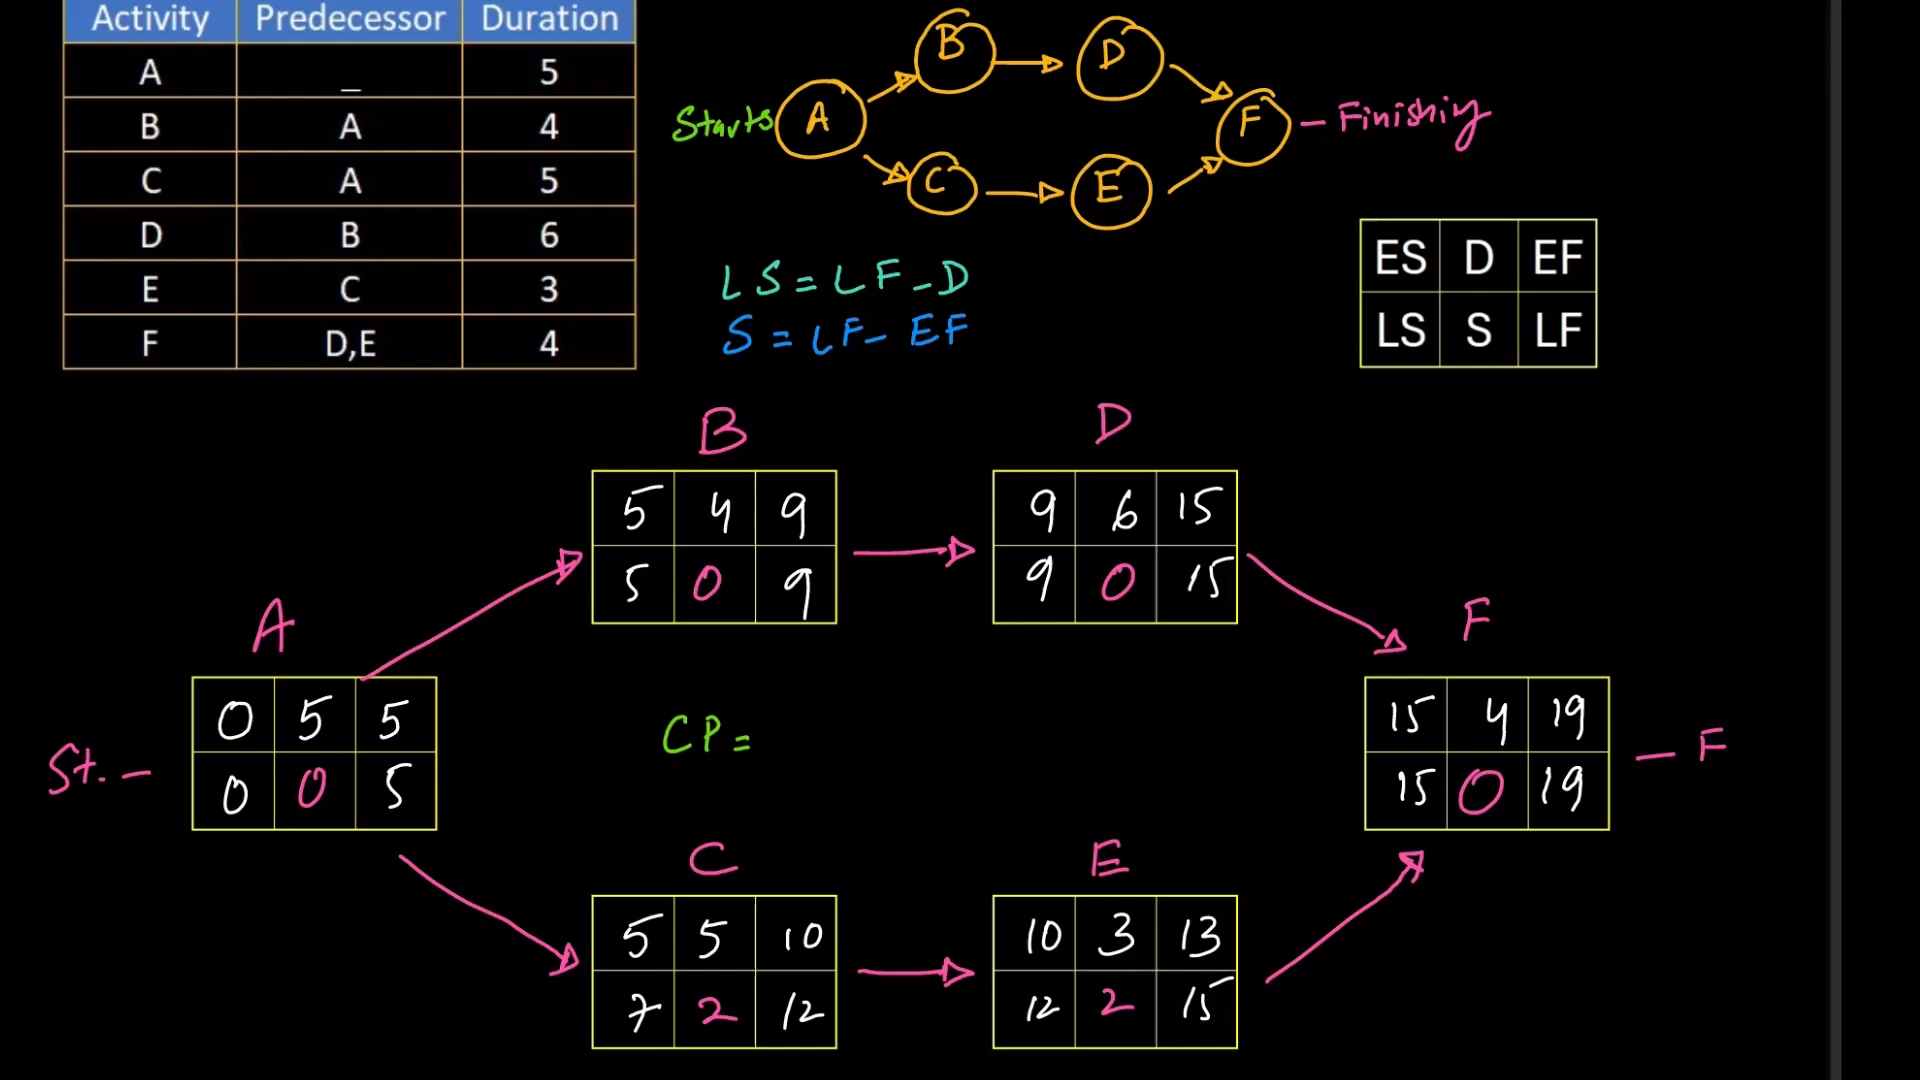 Activity Predecessor Duration
A _ 5
B A 4
C A 5
D B 6
E C 3
F D,E 4
B D
Starts A F - Finishing
C E
LS = LF - D
S = LF - EF
ES D EF
LS S LF
B
5 4 9
5 0 9
D
9 6 15
9 0 15
A
St. -
0 5 5
0 0 5
CP =
F
15 4 19
15 0 19
- F
C
5 5 10
7 2 12
E
10 3 13
12 2 15